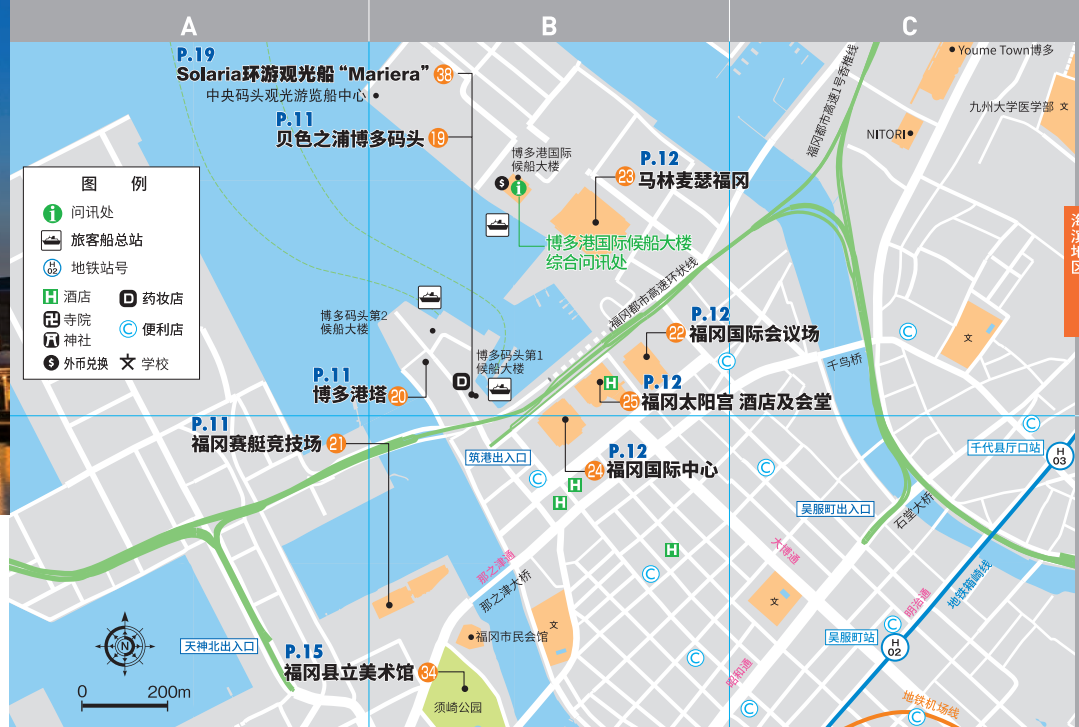 A
B
C
P.19
Solaria环游观光船“Mariera” 38
中央码头观光游览船中心
P.11
贝色之浦博多码头 19
图 例
i 问讯处
旅客船总站
H 02 地铁站号
H 酒店
D 药妆店
寺院
神社
C 便利店
$ 外币兑换
文 学校
博多港国际
候船大楼
$
i
P.12
23 马林麦瑟福冈
博多港国际候船大楼
综合问讯处
福冈都市高速1号香椎线
Youme Town博多
九州大学医学部 文
NITORI
福冈都市高速环状线
博多码头第2
候船大楼
博多码头第1
候船大楼
D
P.11
博多港塔 20
P.12
22 福冈国际会议场
C
千鸟桥
C
文
H
P.12
25 福冈太阳宫 酒店及会堂
P.11
福冈赛艇竞技场 21
筑港出入口
P.12
24 福冈国际中心
C
H
H
C
C
千代县厅口站
H 03
吴服町出入口
石堂大桥
H
C
大博通
那之津通
那之津大桥
文
文
明治通
地铁箱崎线
天神北出入口
N
P.15
福冈县立美术馆 34
福冈市民会馆
C
吴服町站
C
H 02
昭和通
0 200m
须崎公园
C
地铁机场线
C